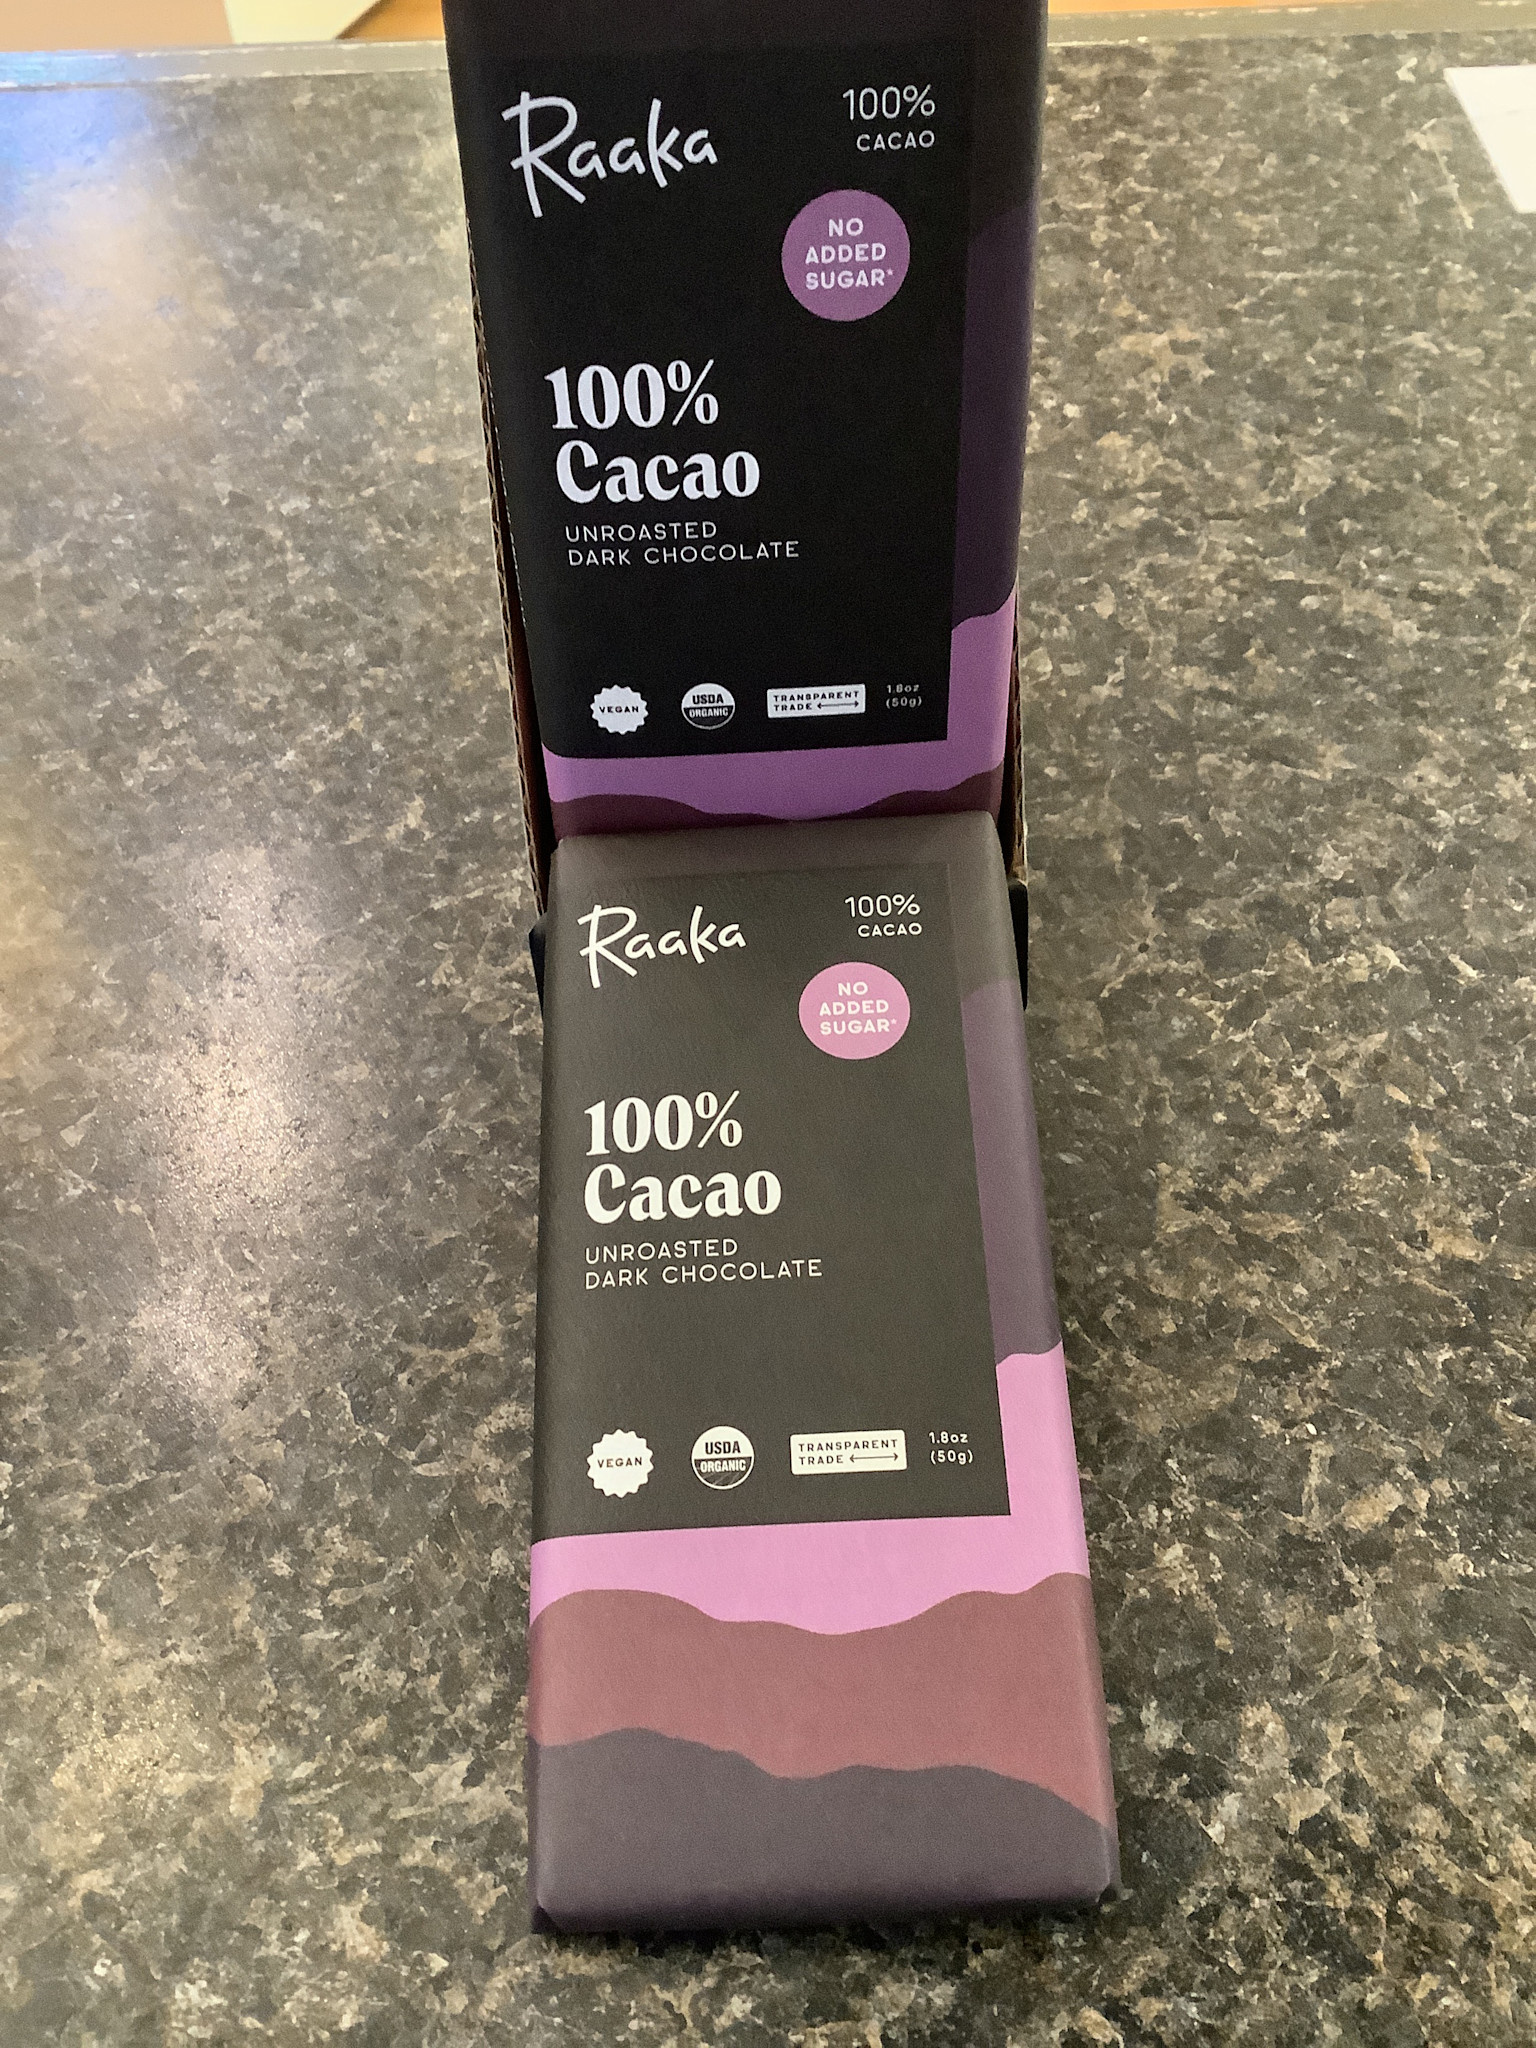 Raaka
100%
CACAO
NO
ADDED
SUGAR*
100%
Cacao
UNROASTED
DARK CHOCOLATE
VEGAN
USDA
ORGANIC
TRANSPARENT
TRADE
1.8oz
(50g)
Raaka
100%
CACAO
NO
ADDED
SUGAR*
100%
Cacao
UNROASTED
DARK CHOCOLATE
VEGAN
USDA
ORGANIC
TRANSPARENT
TRADE
1.8oz
(50g)